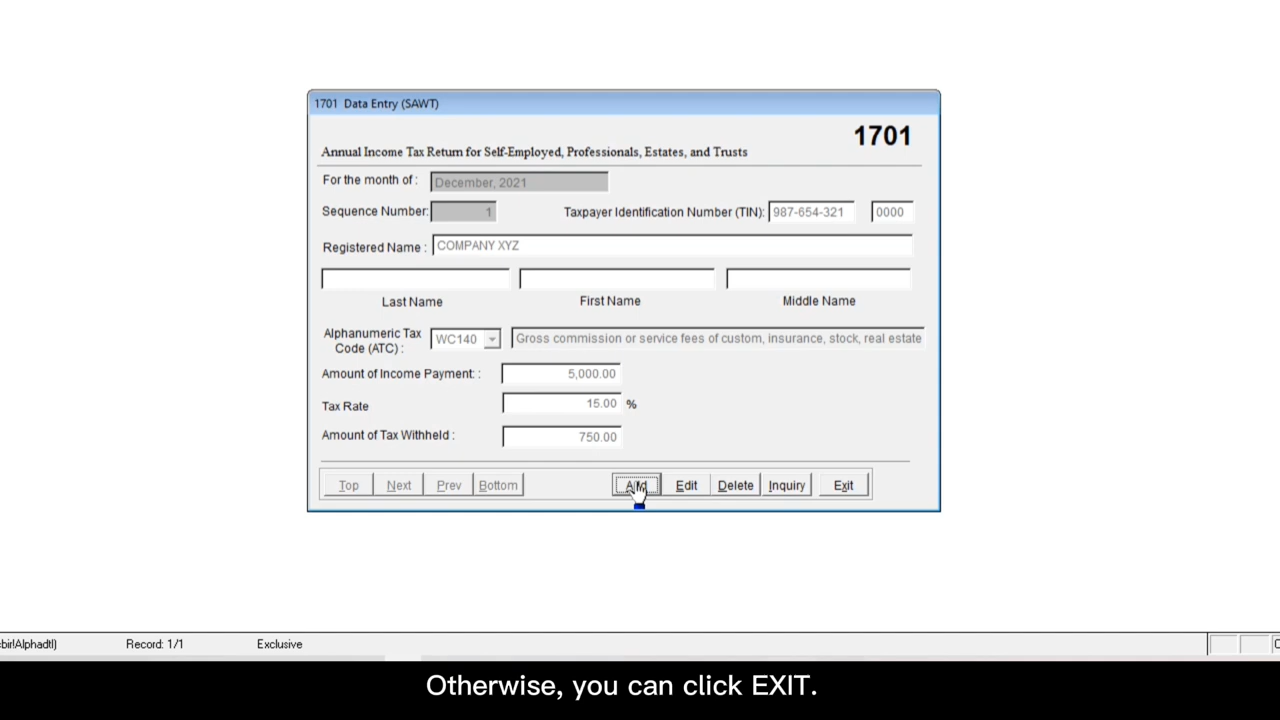 1701 Data Entry (SAWT)
1701
Annual Income Tax Return for Self-Employed, Professionals, Estates, and Trusts
For the month of : December, 2021
Sequence Number: 1 Taxpayer Identification Number (TIN): 987-654-321 0000
Registered Name : COMPANY XYZ
Last Name First Name Middle Name
Alphanumeric Tax
Code (ATC) : WC140 Gross commission or service fees of custom, insurance, stock, real estate
Amount of Income Payment: : 5,000.00
Tax Rate 15.00 %
Amount of Tax Withheld : 750.00
Top Next Prev Bottom Add Edit Delete Inquiry Exit
Record: 1/1 Exclusive
Otherwise, you can click EXIT.